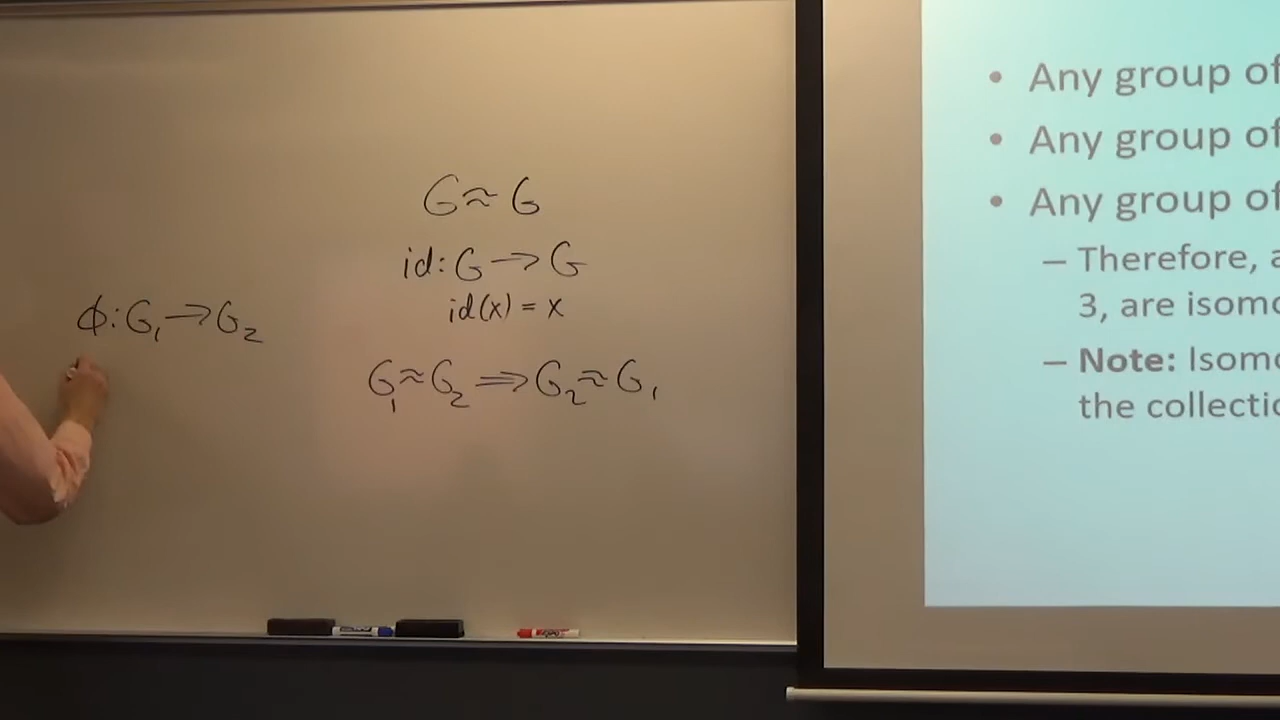 G ≈ G
id: G → G
id(x) = x
ϕ: G₁ → G₂
G₁ ≈ G₂ ⟹ G₂ ≈ G₁
• Any group of
• Any group of
• Any group of
– Therefore, a
3, are isomo
– Note: Isomo
the collectio
EXPO